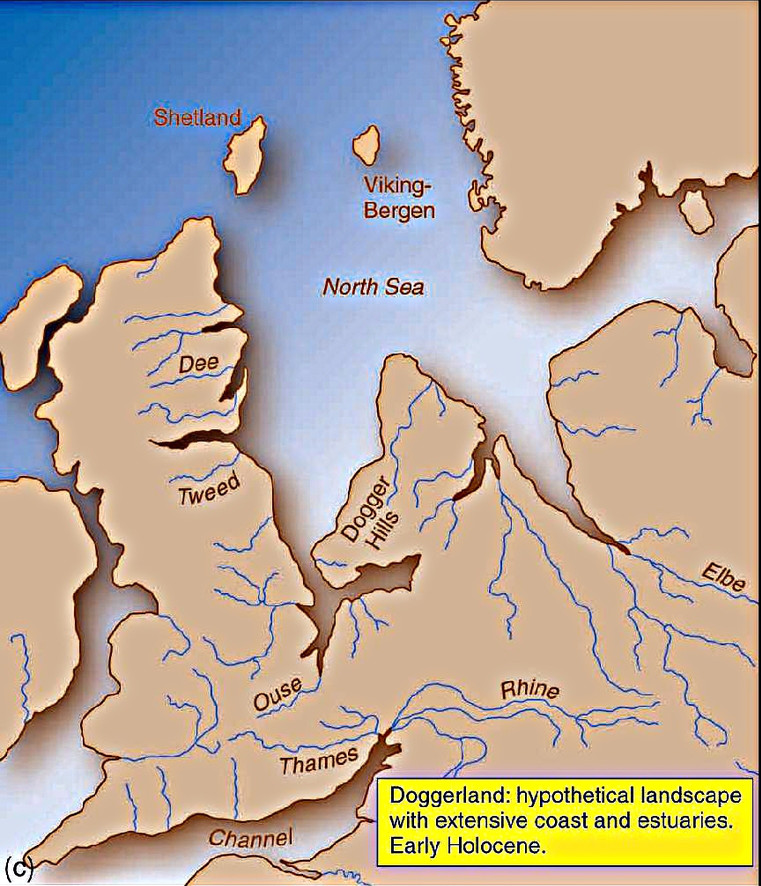 Shetland
Viking-
Bergen
North Sea
Dee
Tweed
Dogger
Hills
Elbe
Ouse
Rhine
Thames
Channel
Doggerland: hypothetical landscape
with extensive coast and estuaries.
Early Holocene.
(c)